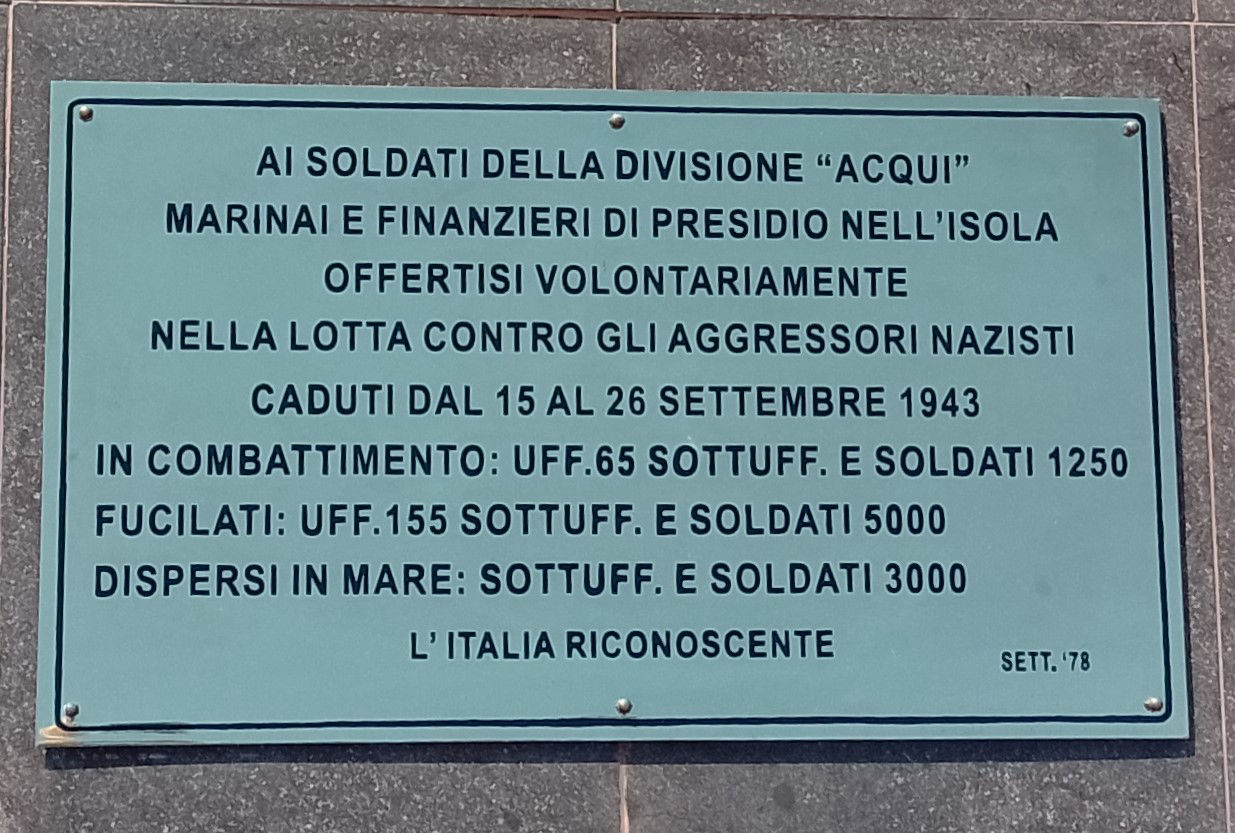 AI SOLDATI DELLA DIVISIONE “ACQUI”
MARINAI E FINANZIERI DI PRESIDIO NELL’ISOLA
OFFERTISI VOLONTARIAMENTE
NELLA LOTTA CONTRO GLI AGGRESSORI NAZISTI
CADUTI DAL 15 AL 26 SETTEMBRE 1943
IN COMBATTIMENTO: UFF.65 SOTTUFF. E SOLDATI 1250
FUCILATI: UFF.155 SOTTUFF. E SOLDATI 5000
DISPERSI IN MARE: SOTTUFF. E SOLDATI 3000
L’ ITALIA RICONOSCENTE
SETT. ‘78